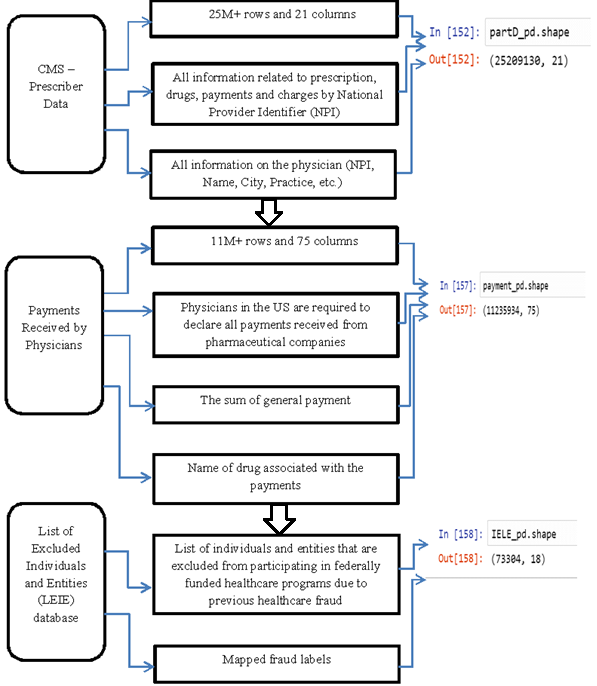 25M+ rows and 21 columns
In [152]: partD_pd.shape
Out[152]: (25209130, 21)
CMS –
Prescriber
Data
All information related to prescription,
drugs, payments and charges by National
Provider Identifier (NPI)
All information on the physician (NPI,
Name, City, Practice, etc.)
11M+ rows and 75 columns
In [157]: payment_pd.shape
Out[157]: (11235934, 75)
Payments
Received by
Physicians
Physicians in the US are required to
declare all payments received from
pharmaceutical companies
The sum of general payment
Name of drug associated with the
payments
List of
Excluded
Individuals
and Entities
(LEIE)
database
List of individuals and entities that are
excluded from participating in federally
funded healthcare programs due to
previous healthcare fraud
In [158]: IELE_pd.shape
Out[158]: (73304, 18)
Mapped fraud labels